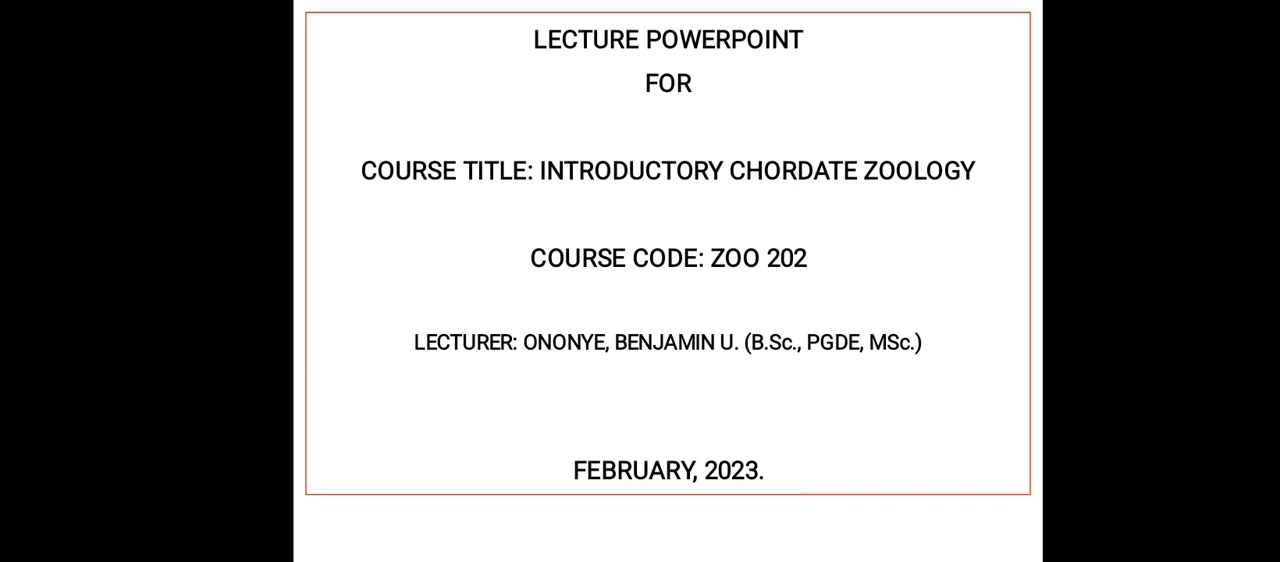 LECTURE POWERPOINT
FOR
COURSE TITLE: INTRODUCTORY CHORDATE ZOOLOGY
COURSE CODE: ZOO 202
LECTURER: ONONYE, BENJAMIN U. (B.Sc., PGDE, MSc.)
FEBRUARY, 2023.